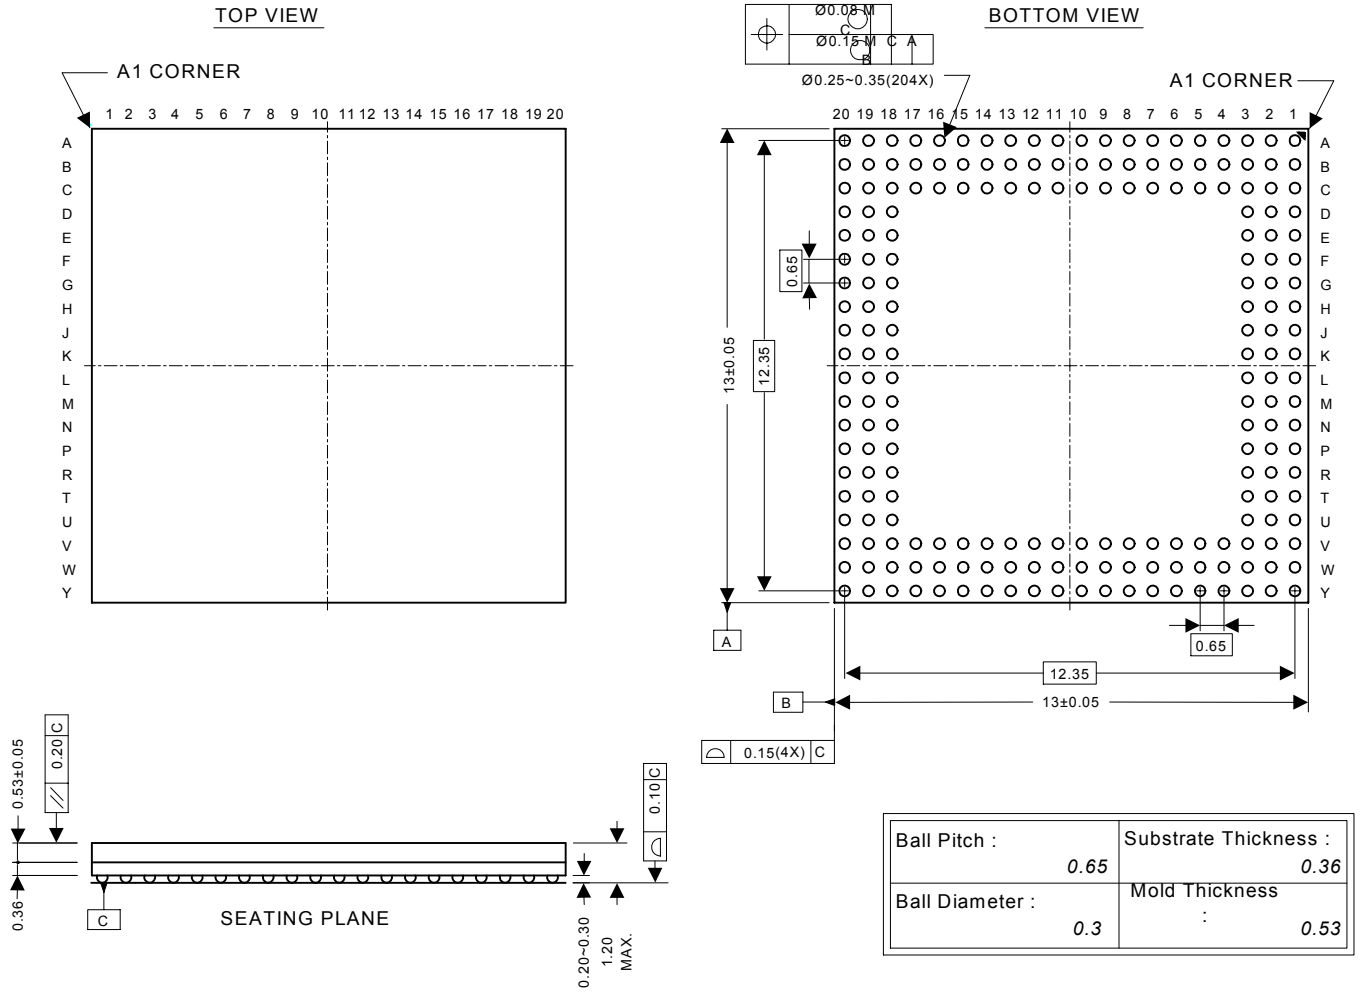 TOP VIEW
A1 CORNER
1 2 3 4 5 6 7 8 9 10 11 12 13 14 15 16 17 18 19 20
A
B
C
D
E
F
G
H
J
K
L
M
N
P
R
T
U
V
W
Y
Ø0.08 M C
Ø0.15 M C A B
Ø0.25~0.35(204X)
BOTTOM VIEW
A1 CORNER
20 19 18 17 16 15 14 13 12 11 10 9 8 7 6 5 4 3 2 1
A
B
C
D
E
F
G
H
J
K
L
M
N
P
R
T
U
V
W
Y
0.65
13±0.05
12.35
A
0.65
12.35
B
13±0.05
0.15(4X) C
0.53±0.05
0.20 C
0.10 C
0.36
C
SEATING PLANE
0.20~0.30
1.20
MAX.
Ball Pitch :
0.65
Substrate Thickness :
0.36
Ball Diameter :
0.3
Mold Thickness
:
0.53